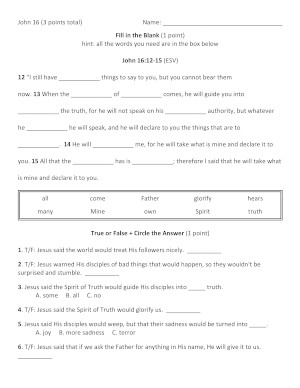 John 16 (3 points total) Name: ______________________________
Fill in the Blank (1 point)
hint: all the words you need are in the box below
John 16:12-15 (ESV)
12 "I still have ____________ things to say to you, but you cannot bear them
now. 13 When the ____________ of ____________ comes, he will guide you into
____________ the truth, for he will not speak on his ____________ authority, but whatever
he ____________ he will speak, and he will declare to you the things that are to
____________. 14 He will ____________ me, for he will take what is mine and declare it to
you. 15 All that the ____________ has is ____________; therefore I said that he will take what
is mine and declare it to you.
all come Father glorify hears
many Mine own Spirit truth
True or False + Circle the Answer (1 point)
1. T/F: Jesus said the world would treat His followers nicely. __________
2. T/F: Jesus warned His disciples of bad things that would happen, so they wouldn't be
surprised and stumble. __________
3. Jesus said the Spirit of Truth would guide His disciples into _____ truth.
A. some B. all C. no
4. T/F: Jesus said the Spirit of Truth would glorify us. __________
5. Jesus said His disciples would weep, but that their sadness would be turned into _____.
A. joy B. more sadness C. terror
6. T/F: Jesus said that if we ask the Father for anything in His name, He will give it to us.
__________